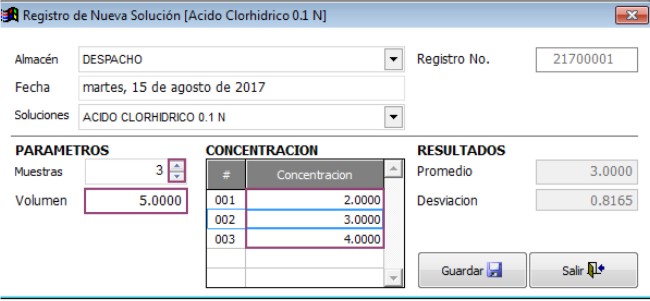 Registro de Nueva Solución [Acido Clorhidrico 0.1 N]
Almacén DESPACHO Registro No. 21700001
Fecha martes, 15 de agosto de 2017
Soluciones ACIDO CLORHIDRICO 0.1 N
PARAMETROS CONCENTRACION RESULTADOS
Muestras 3 # Concentracion Promedio 3.0000
Volumen 5.0000 001 2.0000 Desviacion 0.8165
002 3.0000
003 4.0000
Guardar Salir